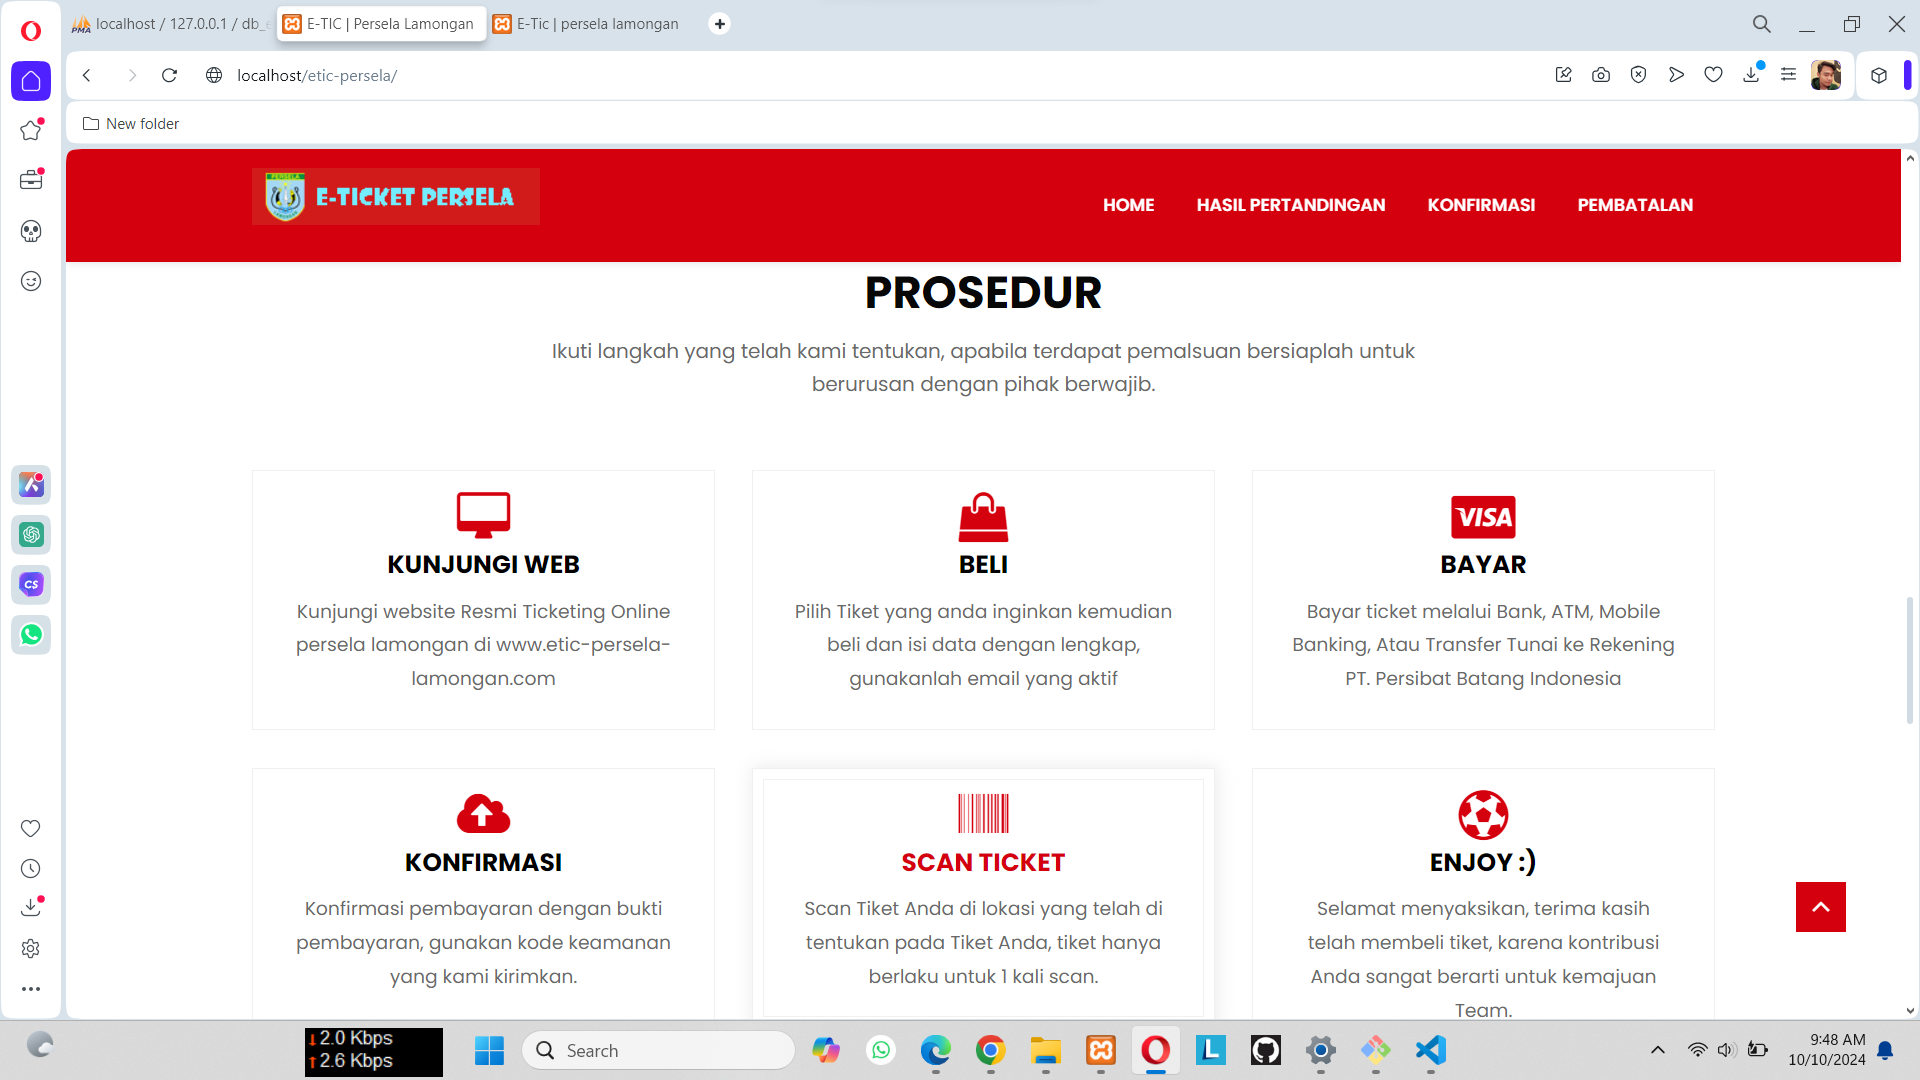 localhost / 127.0.0.1 / db_e
E-TIC | Persela Lamongan
E-Tic | persela lamongan
localhost/etic-persela/
New folder
PERSELA
LAMONGAN
E-TICKET PERSELA
HOME
HASIL PERTANDINGAN
KONFIRMASI
PEMBATALAN
PROSEDUR
Ikuti langkah yang telah kami tentukan, apabila terdapat pemalsuan bersiaplah untuk
berurusan dengan pihak berwajib.
KUNJUNGI WEB
Kunjungi website Resmi Ticketing Online
persela lamongan di www.etic-persela-
lamongan.com
BELI
Pilih Tiket yang anda inginkan kemudian
beli dan isi data dengan lengkap,
gunakanlah email yang aktif
VISA
BAYAR
Bayar ticket melalui Bank, ATM, Mobile
Banking, Atau Transfer Tunai ke Rekening
PT. Persibat Batang Indonesia
KONFIRMASI
Konfirmasi pembayaran dengan bukti
pembayaran, gunakan kode keamanan
yang kami kirimkan.
SCAN TICKET
Scan Tiket Anda di lokasi yang telah di
tentukan pada Tiket Anda, tiket hanya
berlaku untuk 1 kali scan.
ENJOY :)
Selamat menyaksikan, terima kasih
telah membeli tiket, karena kontribusi
Anda sangat berarti untuk kemajuan
Team.
CS
2.0 Kbps
2.6 Kbps
Search
L
9:48 AM
10/10/2024
PMA